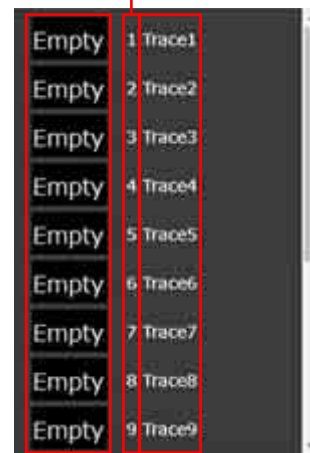 Empty 1 Trace1
Empty 2 Trace2
Empty 3 Trace3
Empty 4 Trace4
Empty 5 Trace5
Empty 6 Trace6
Empty 7 Trace7
Empty 8 Trace8
Empty 9 Trace9